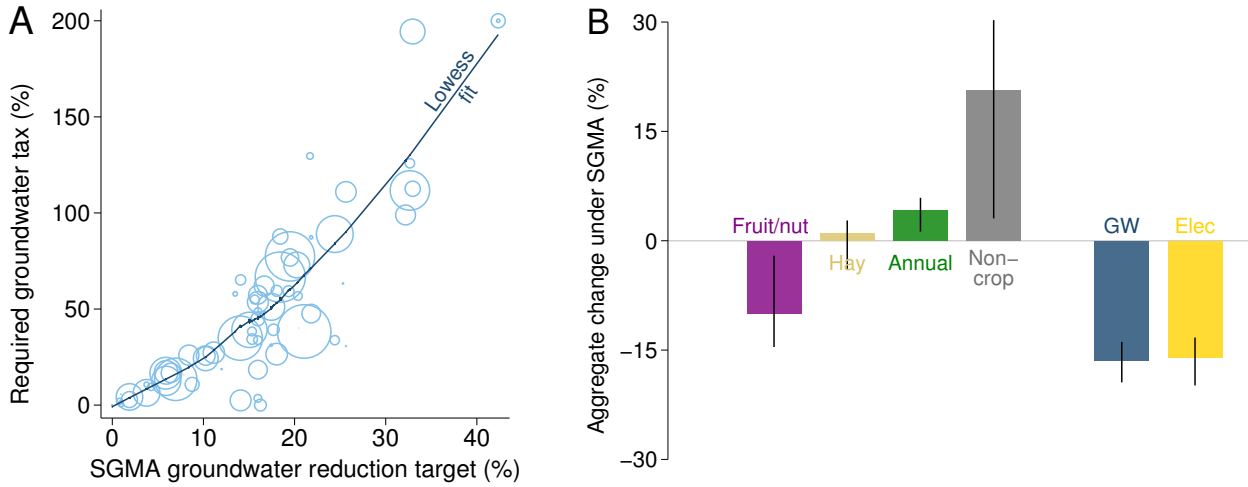 A
Required groundwater tax (%)
200
150
100
50
0
0 10 20 30 40
SGMA groundwater reduction target (%)
Lowess
fit
B
Aggregate change under SGMA (%)
30
15
0
−15
−30
Fruit/nut
Hay
Annual
Non−
crop
GW
Elec